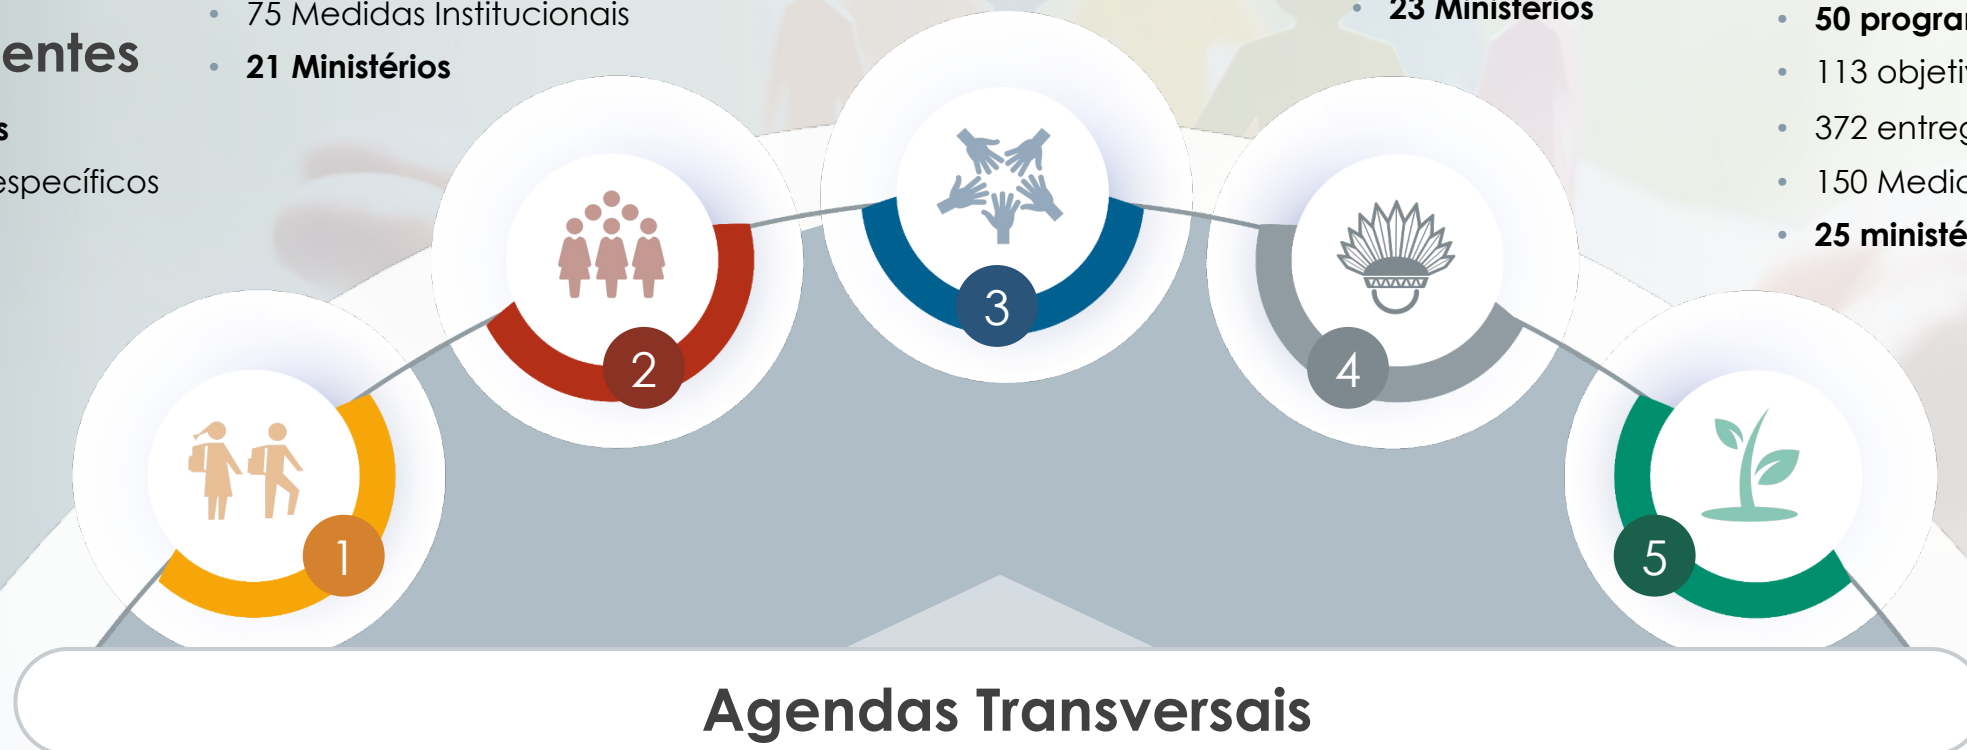 entes
s
específicos
• 75 Medidas Institucionais
• 21 Ministérios
• 23 Ministérios
• 50 progra
• 113 objeti
• 372 entreg
• 150 Medid
• 25 ministé
1
2
3
4
5
Agendas Transversais